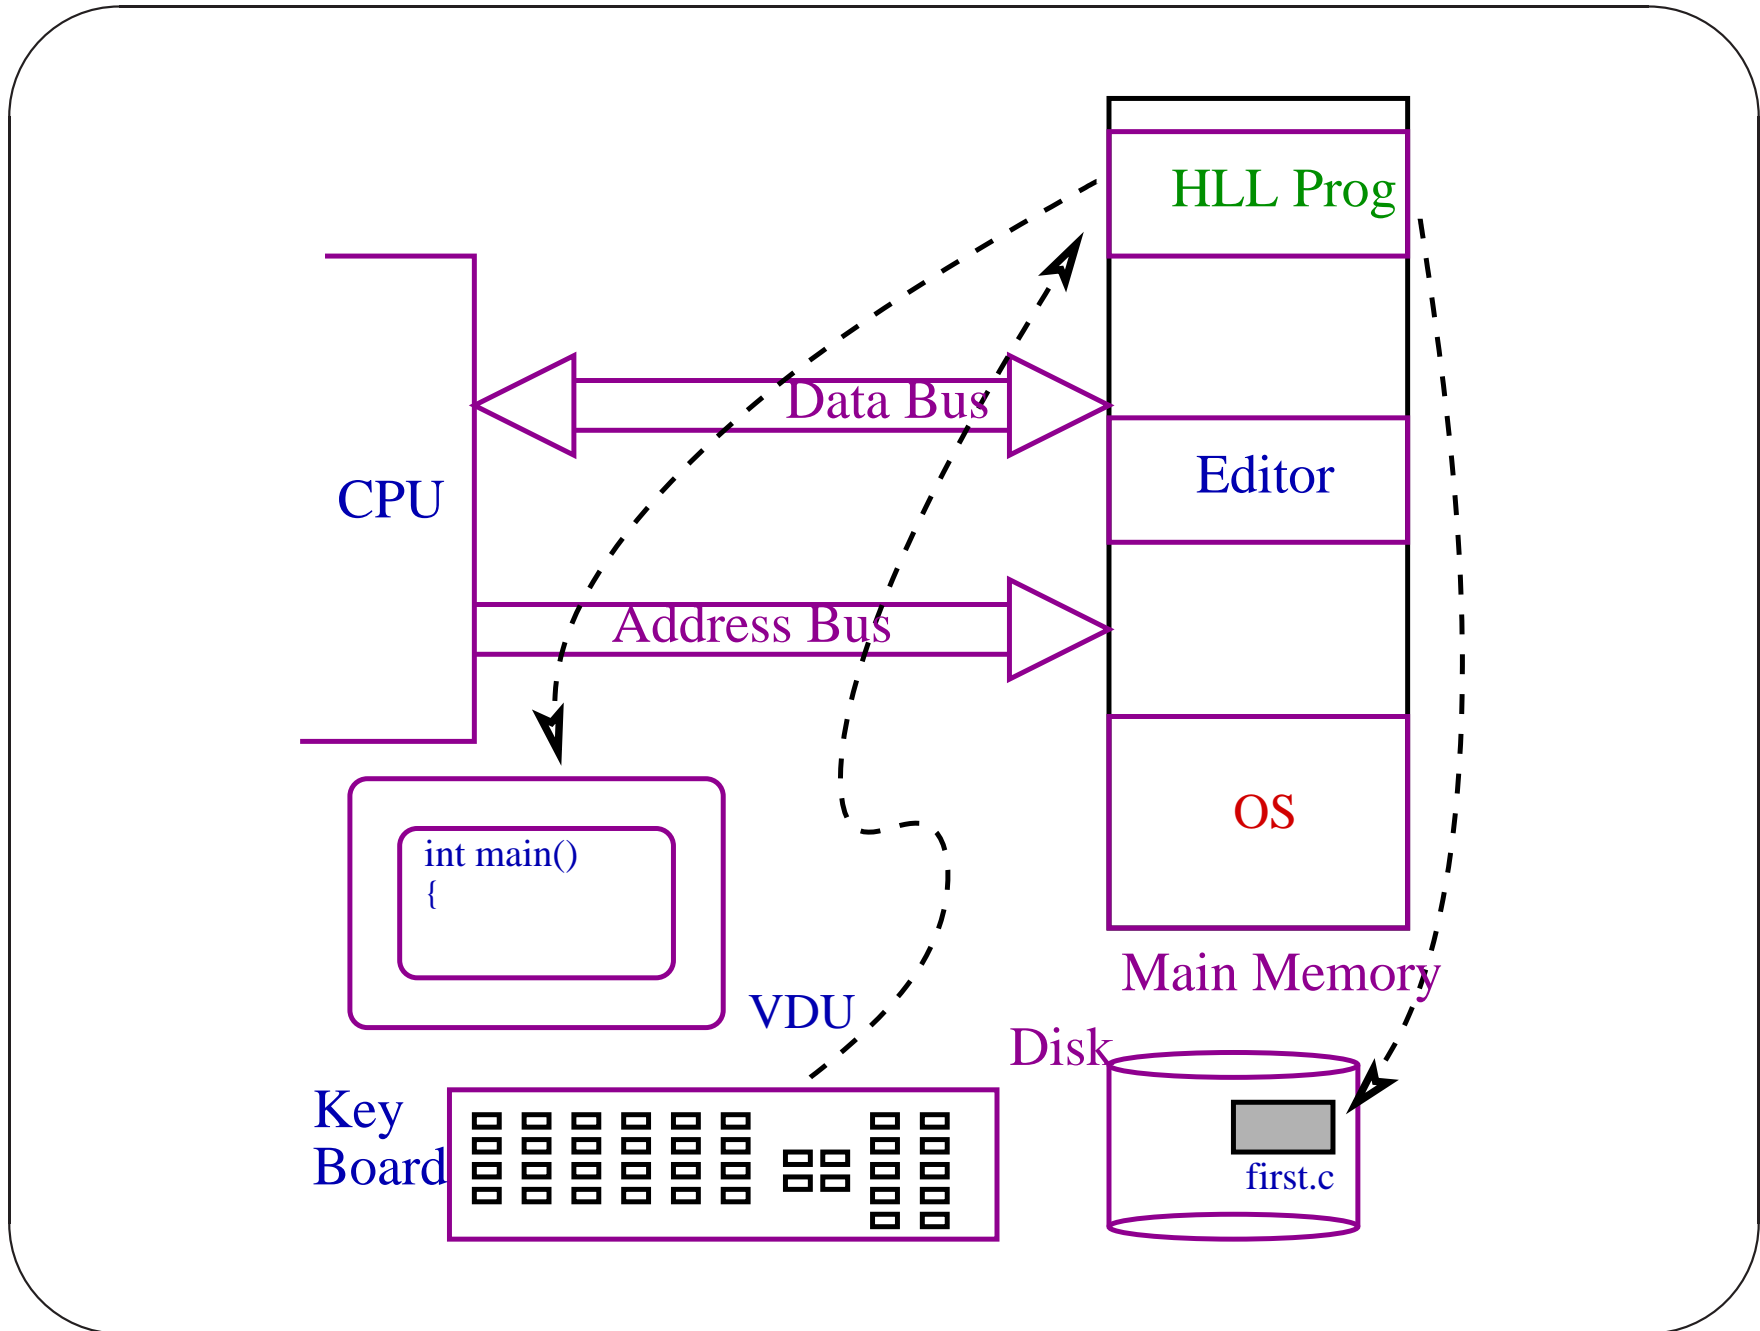 HLL Prog
Data Bus
Editor
CPU
Address Bus
OS
int main()
{
Main Memory
VDU
Disk
Key
Board
first.c